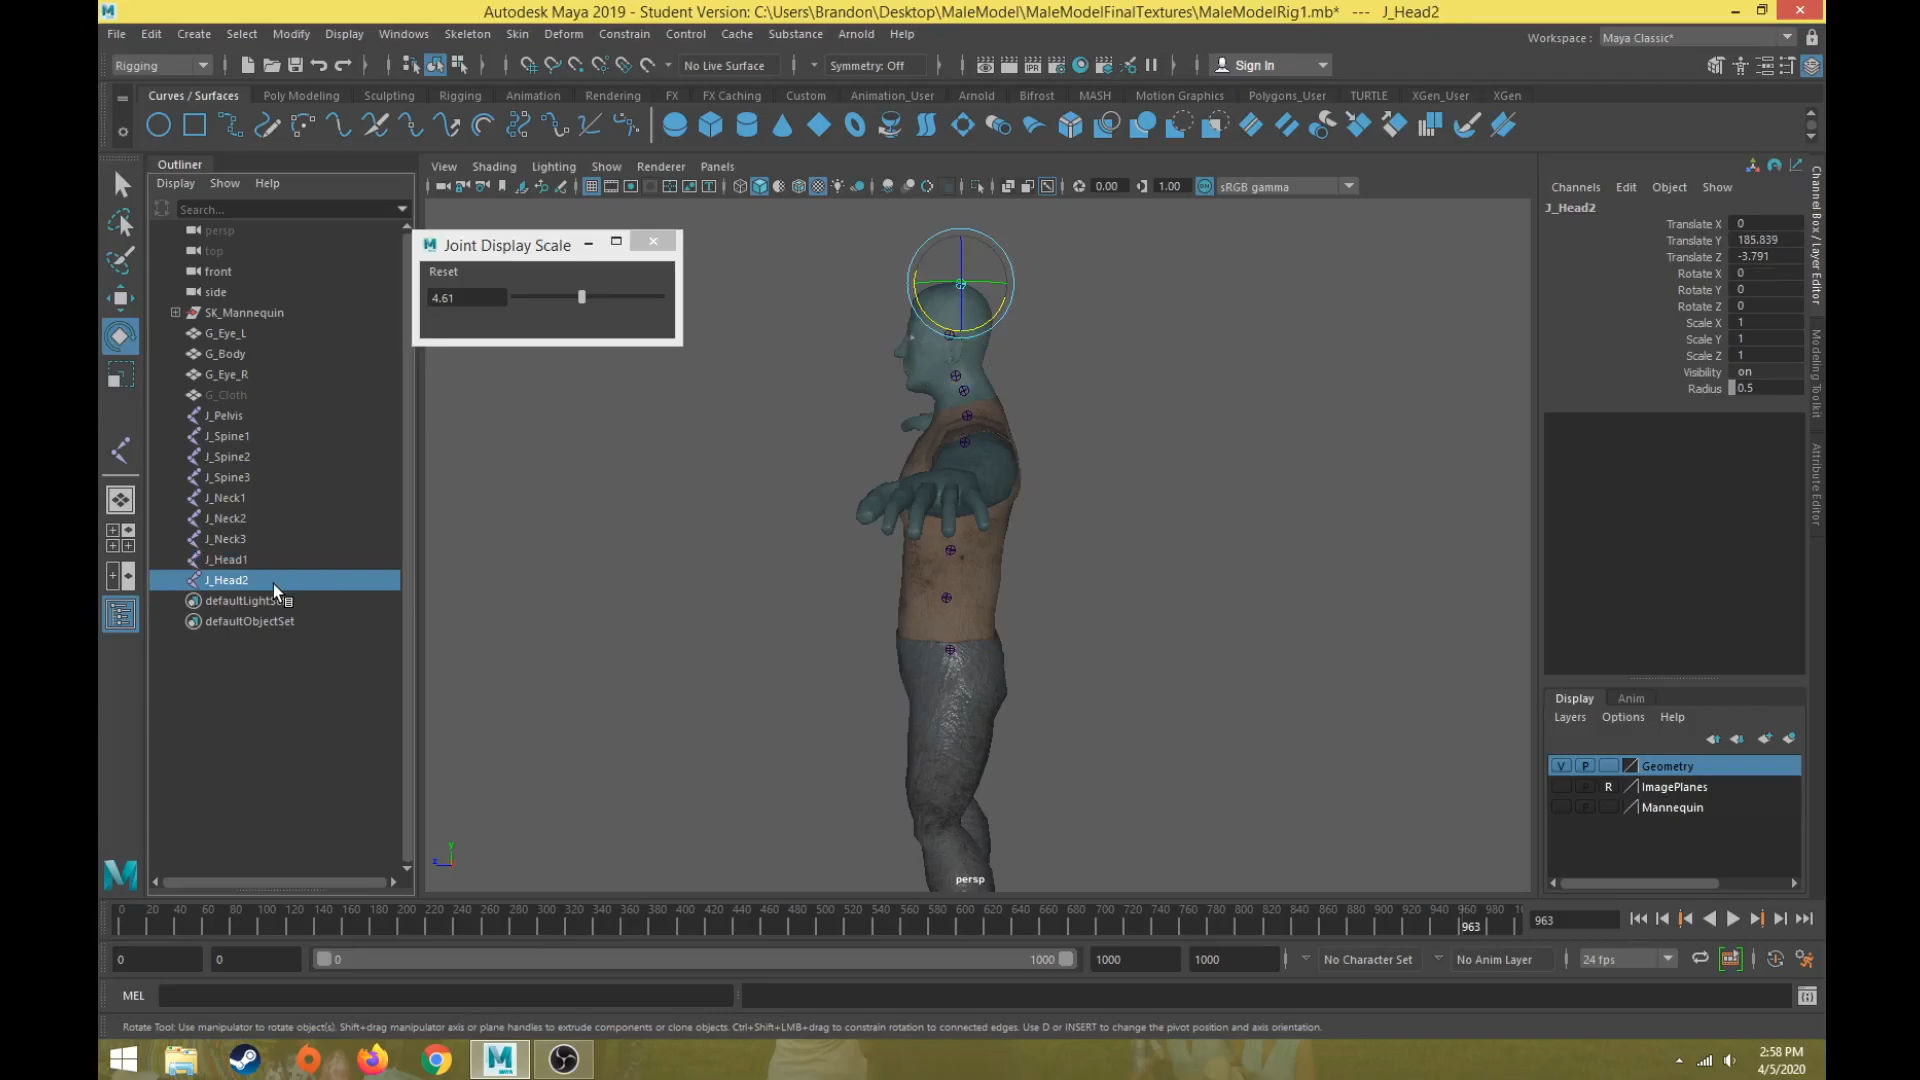 Autodesk Maya 2019 - Student Version: C:\Users\Brandon\Desktop\MaleModel\MaleModelFinalTextures\MaleModelRig1.mb* --- J_Head2
File Edit Create Select Modify Display Windows Skeleton Skin Deform Constrain Control Cache Substance Arnold Help
Workspace : Maya Classic*
Rigging No Live Surface Symmetry: Off Sign In
Curves / Surfaces Poly Modeling Sculpting Rigging Animation Rendering FX FX Caching Custom Animation_User Arnold Bifrost MASH Motion Graphics Polygons_User TURTLE XGen_User XGen
Outliner
Display Show Help
Search...
persp
top
front
side
SK_Mannequin
G_Eye_L
G_Body
G_Eye_R
G_Cloth
J_Pelvis
J_Spine1
J_Spine2
J_Spine3
J_Neck1
J_Neck2
J_Neck3
J_Head1
J_Head2
defaultLightSe
defaultObjectSet
View Shading Lighting Show Renderer Panels
0.00 1.00 sRGB gamma
Joint Display Scale
Reset
4.61
y
z
persp
Channels Edit Object Show
J_Head2
Translate X 0
Translate Y 185.839
Translate Z -3.791
Rotate X 0
Rotate Y 0
Rotate Z 0
Scale X 1
Scale Y 1
Scale Z 1
Visibility on
Radius 0.5
Channel Box / Layer Editor
Modeling Toolkit
Attribute Editor
Display Anim
Layers Options Help
V P Geometry
P R ImagePlanes
P Mannequin
0 20 40 60 80 100 120 140 160 180 200 220 240 260 280 300 320 340 360 380 400 420 440 460 480 500 520 540 560 580 600 620 640 660 680 700 720 740 760 780 800 820 840 860 880 900 920 940 960 980
963
963
0 0 0 1000 1000 1000 No Character Set No Anim Layer 24 fps
MEL
Rotate Tool: Use manipulator to rotate object(s). Shift+drag manipulator axis or plane handles to extrude components or clone objects. Ctrl+Shift+LMB+drag to constrain rotation to connected edges. Use D or INSERT to change the pivot position and axis orientation.
2:58 PM
4/5/2020